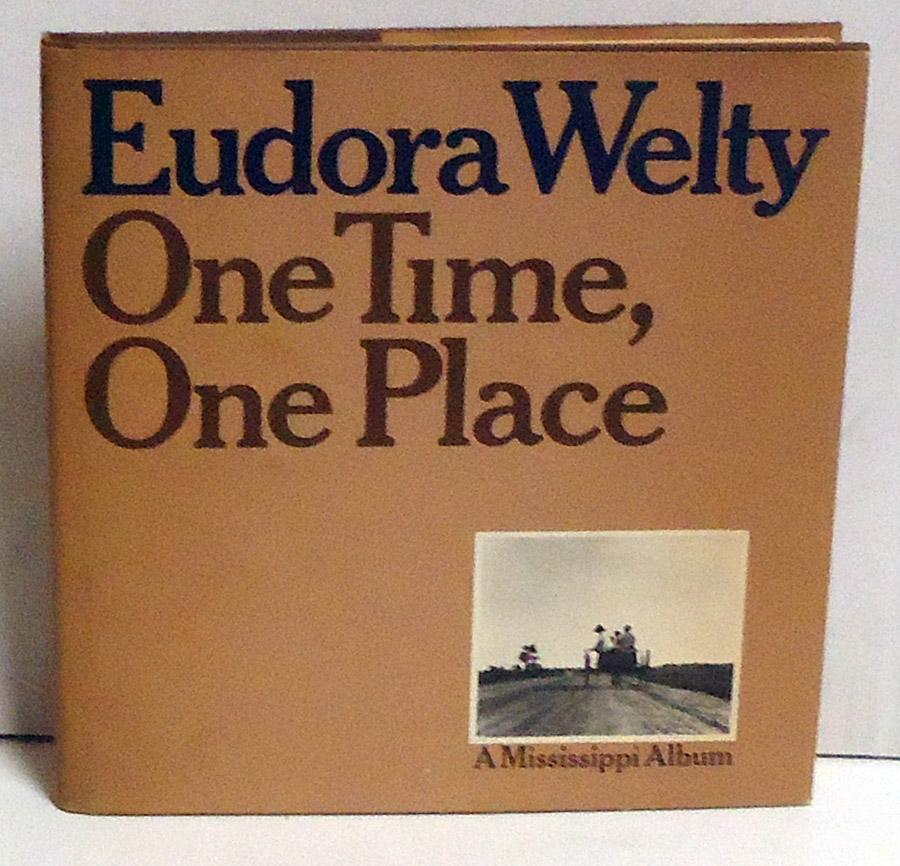 Eudora Welty
One Time,
One Place
A Mississippi Album